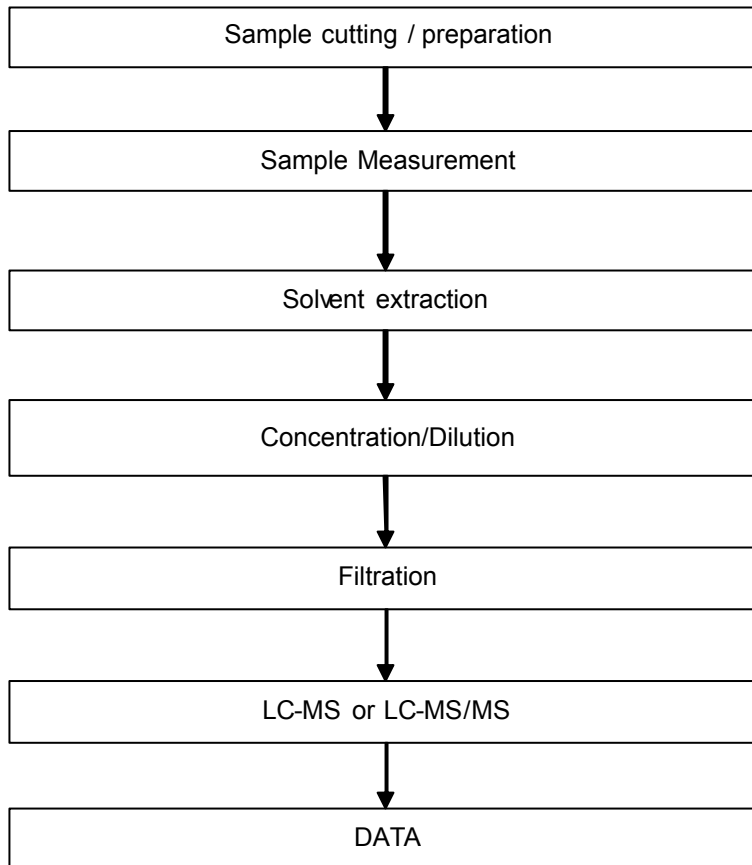 Sample cutting / preparation
Sample Measurement
Solvent extraction
Concentration/Dilution
Filtration
LC-MS or LC-MS/MS
DATA